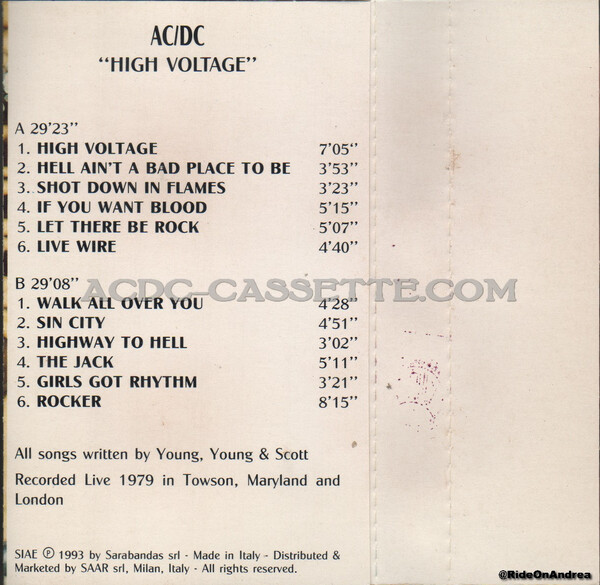 AC/DC
“HIGH VOLTAGE”
A 29'23”
1. HIGH VOLTAGE 7'05‘’
2. HELL AIN'T A BAD PLACE TO BE 3'53”
3. SHOT DOWN IN FLAMES 3'23”
4. IF YOU WANT BLOOD 5'15”
5. LET THERE BE ROCK 5'07”
6. LIVE WIRE 4'40”
B 29'08”
ACDC-CASSETTE.COM
1. WALK ALL OVER YOU 4'28”
2. SIN CITY 4'51”
3. HIGHWAY TO HELL 3'02”
4. THE JACK 5'11”
5. GIRLS GOT RHYTHM 3'21”
6. ROCKER 8'15”
All songs written by Young, Young & Scott
Recorded Live 1979 in Towson, Maryland and
London
SIAE ℗ 1993 by Sarabandas srl - Made in Italy - Distributed &
Marketed by SAAR srl, Milan, Italy - All rights reserved.
@RideOnAndrea